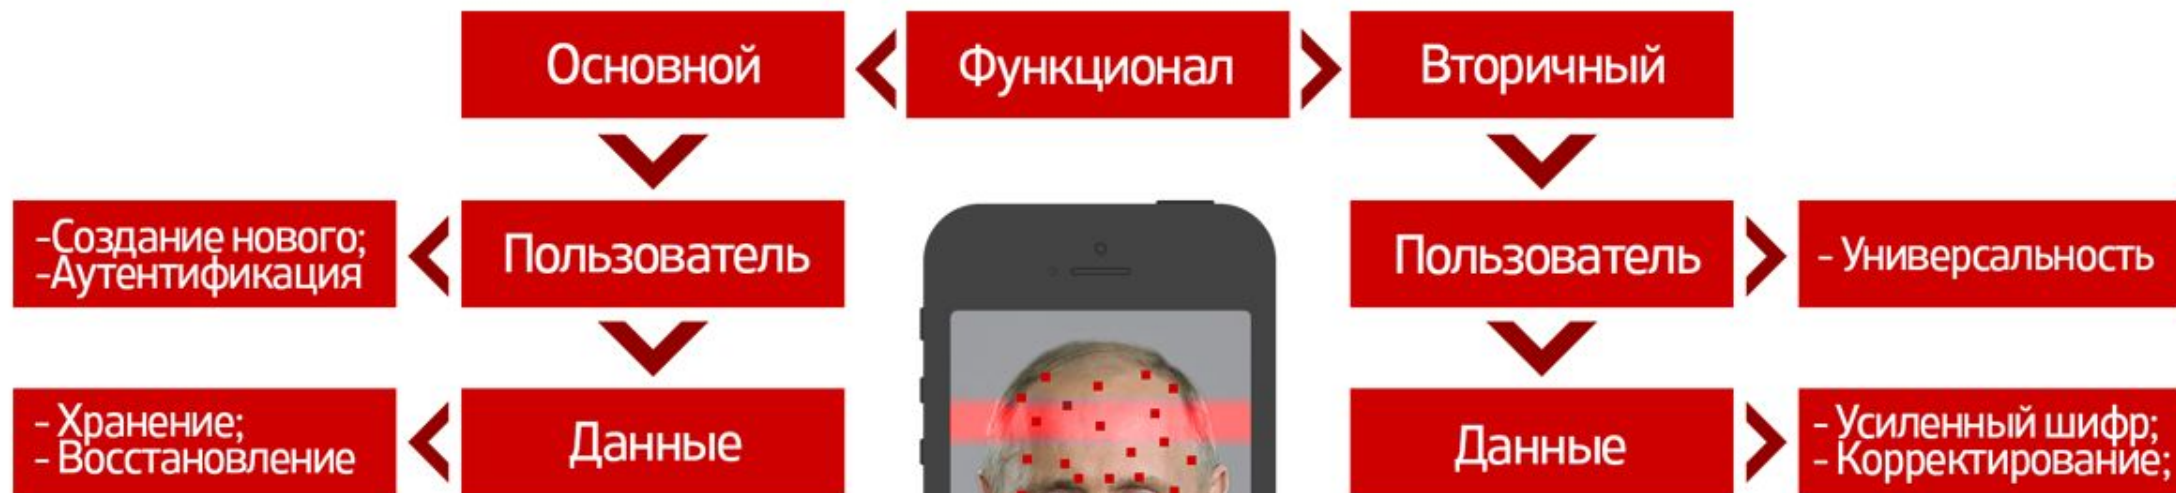 Основной
Функционал
Вторичный
-Создание нового;
-Аутентификация
Пользователь
Пользователь
- Универсальность
- Хранение;
- Восстановление
Данные
Данные
- Усиленный шифр;
- Корректирование;